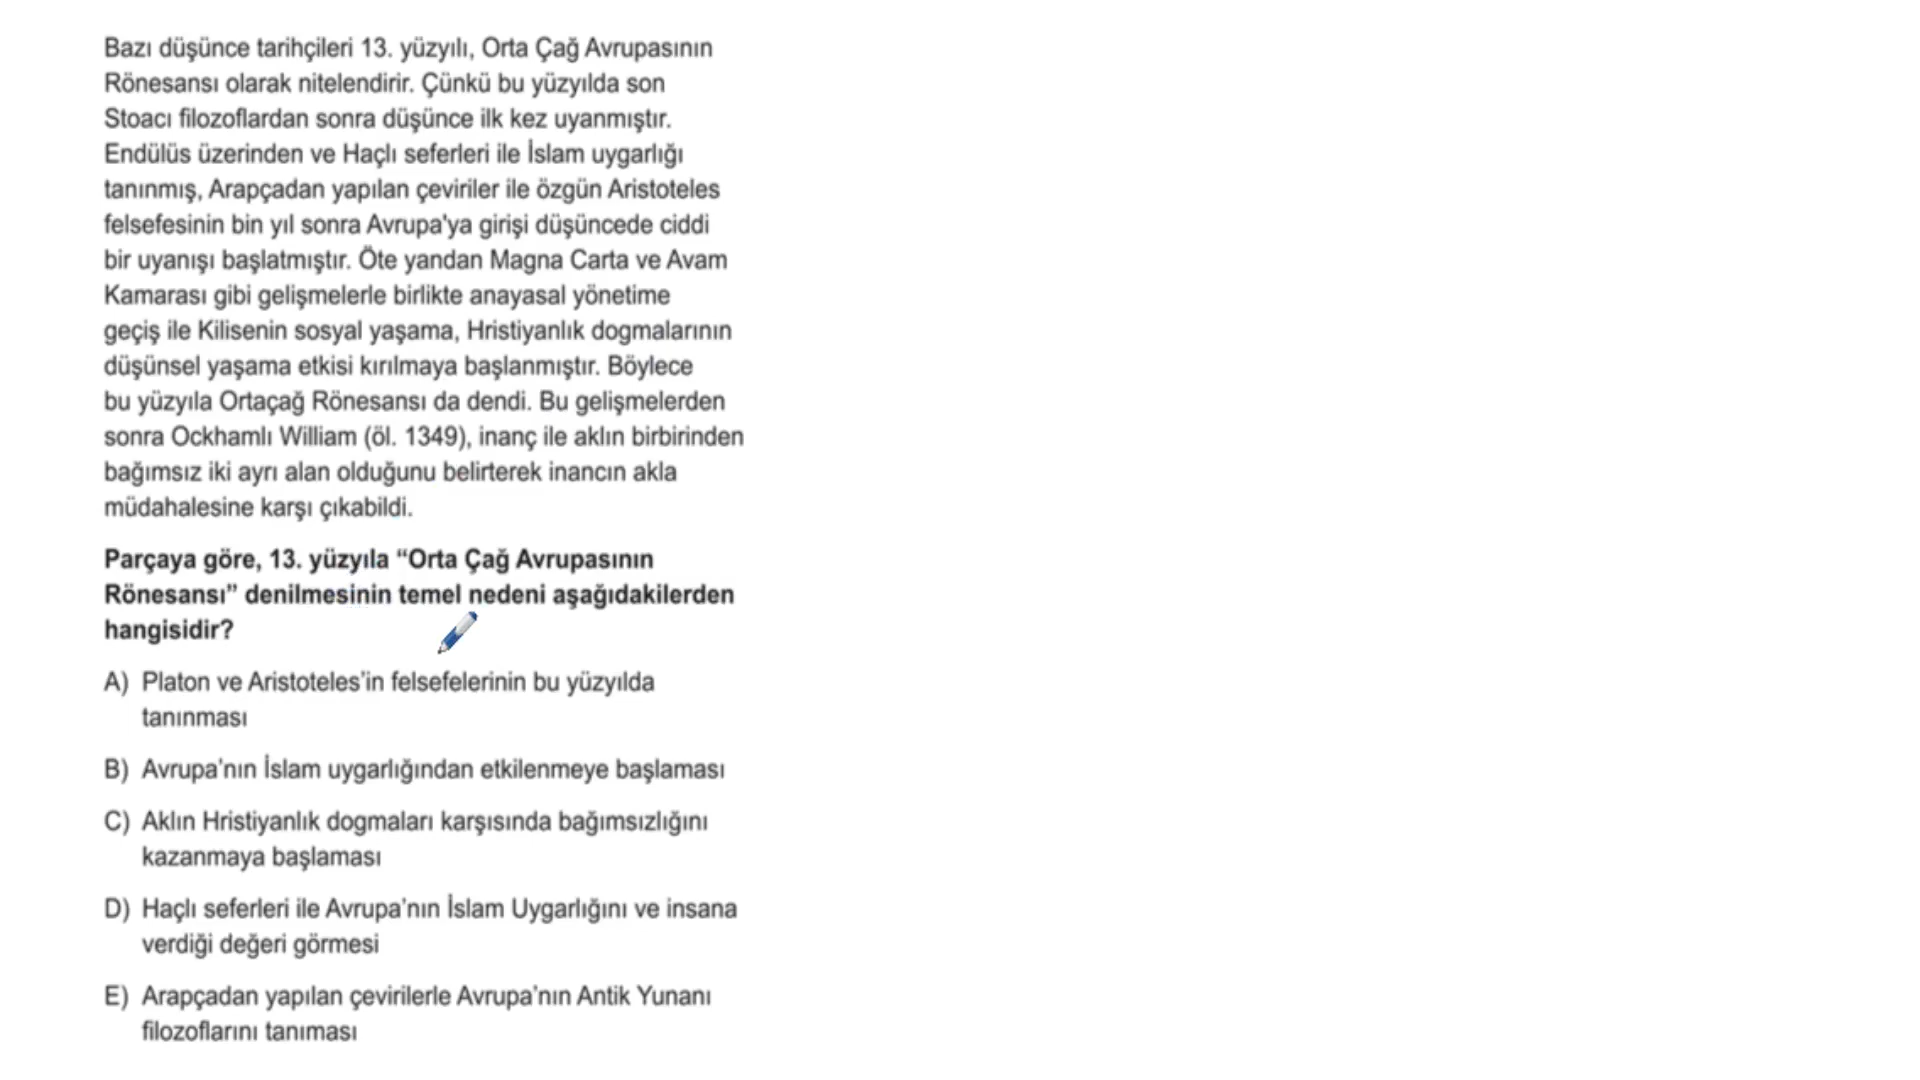 Bazı düşünce tarihçileri 13. yüzyılı, Orta Çağ Avrupasının
Rönesansı olarak nitelendirir. Çünkü bu yüzyılda son
Stoacı filozoflardan sonra düşünce ilk kez uyanmıştır.
Endülüs üzerinden ve Haçlı seferleri ile İslam uygarlığı
tanınmış, Arapçadan yapılan çeviriler ile özgün Aristoteles
felsefesinin bin yıl sonra Avrupa'ya girişi düşüncede ciddi
bir uyanışı başlatmıştır. Öte yandan Magna Carta ve Avam
Kamarası gibi gelişmelerle birlikte anayasal yönetime
geçiş ile Kilisenin sosyal yaşama, Hristiyanlık dogmalarının
düşünsel yaşama etkisi kırılmaya başlanmıştır. Böylece
bu yüzyıla Ortaçağ Rönesansı da dendi. Bu gelişmelerden
sonra Ockhamlı William (öl. 1349), inanç ile aklın birbirinden
bağımsız iki ayrı alan olduğunu belirterek inancın akla
müdahalesine karşı çıkabildi.
Parçaya göre, 13. yüzyıla “Orta Çağ Avrupasının
Rönesansı” denilmesinin temel nedeni aşağıdakilerden
hangisidir?
A) Platon ve Aristoteles’in felsefelerinin bu yüzyılda
tanınması
B) Avrupa’nın İslam uygarlığından etkilenmeye başlaması
C) Aklın Hristiyanlık dogmaları karşısında bağımsızlığını
kazanmaya başlaması
D) Haçlı seferleri ile Avrupa’nın İslam Uygarlığını ve insana
verdiği değeri görmesi
E) Arapçadan yapılan çevirilerle Avrupa’nın Antik Yunanı
filozoflarını tanıması